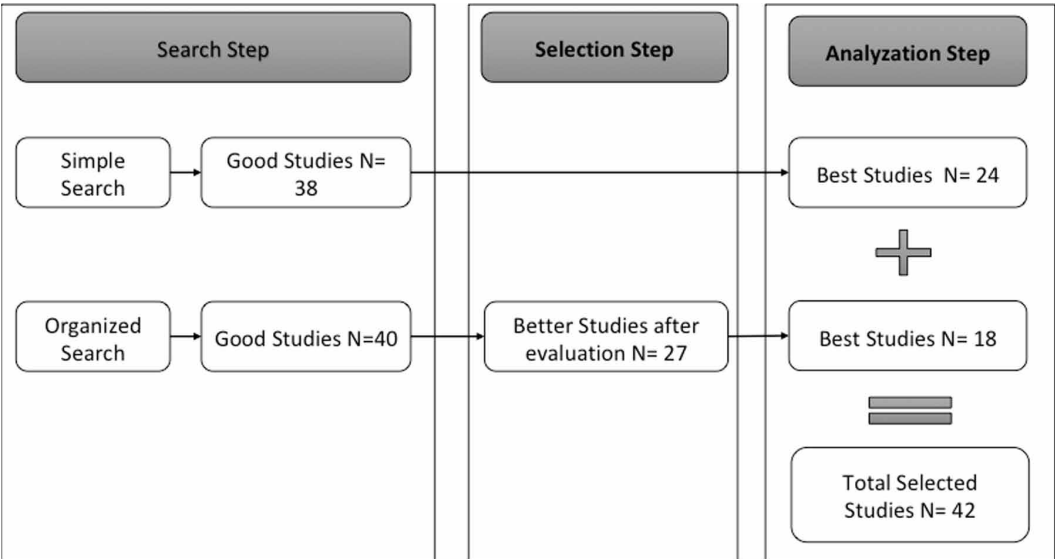 Search Step
Selection Step
Analyzation Step
Simple
Search
Good Studies N=
38
Best Studies N= 24
Organized
Search
Good Studies N=40
Better Studies after
evaluation N= 27
Best Studies N= 18
Total Selected
Studies N= 42